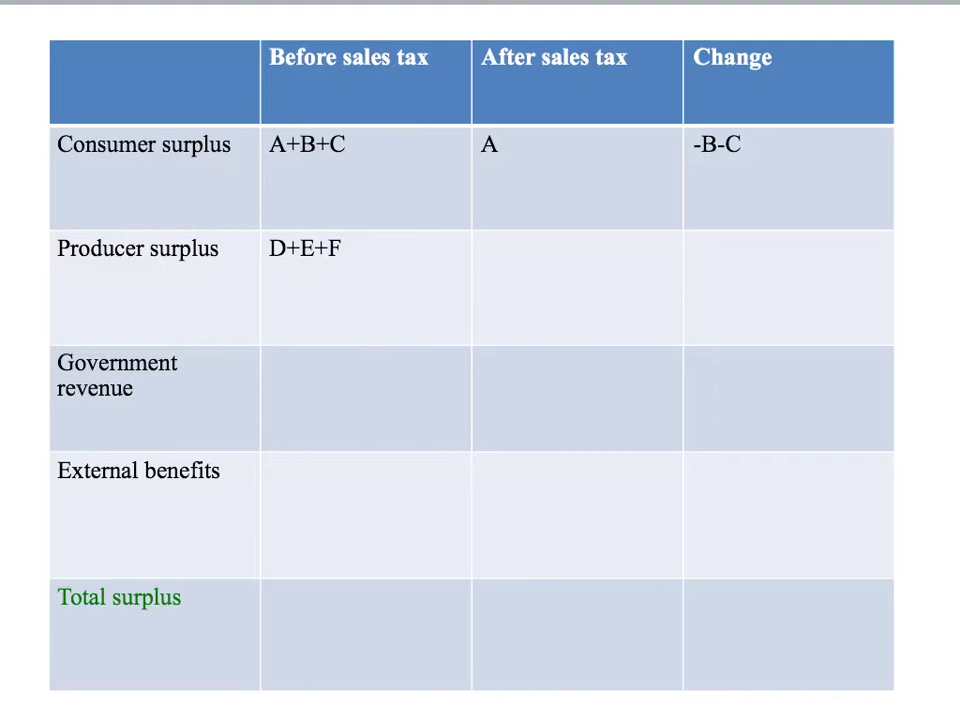 Before sales tax After sales tax Change
Consumer surplus A+B+C A -B-C
Producer surplus D+E+F
Government
revenue
External benefits
Total surplus